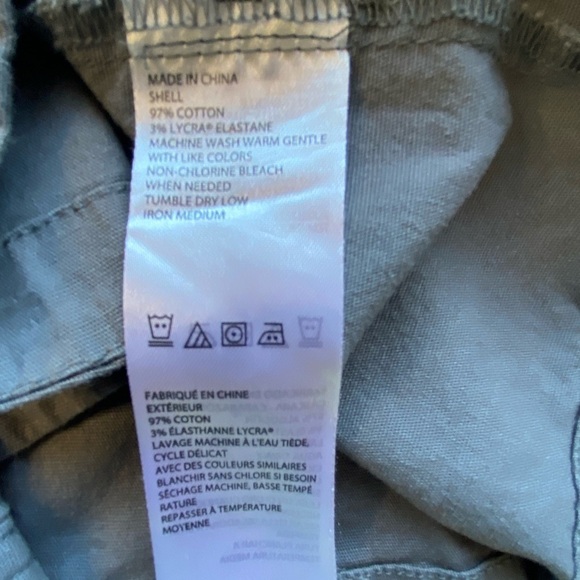 MADE IN CHINA
SHELL
97% COTTON
3% LYCRA® ELASTANE
MACHINE WASH WARM GENTLE
WITH LIKE COLORS
NON-CHLORINE BLEACH
WHEN NEEDED
TUMBLE DRY LOW
IRON MEDIUM
FABRIQUÉ EN CHINE
EXTÉRIEUR
97% COTON
3% ÉLASTHANNE LYCRA®
LAVAGE MACHINE À L'EAU TIÈDE,
CYCLE DÉLICAT
AVEC DES COULEURS SIMILAIRES
BLANCHIR SANS CHLORE SI BESOIN
SÉCHAGE MACHINE, BASSE TEMPÉ
RATURE
REPASSER À TEMPÉRATURE
MOYENNE